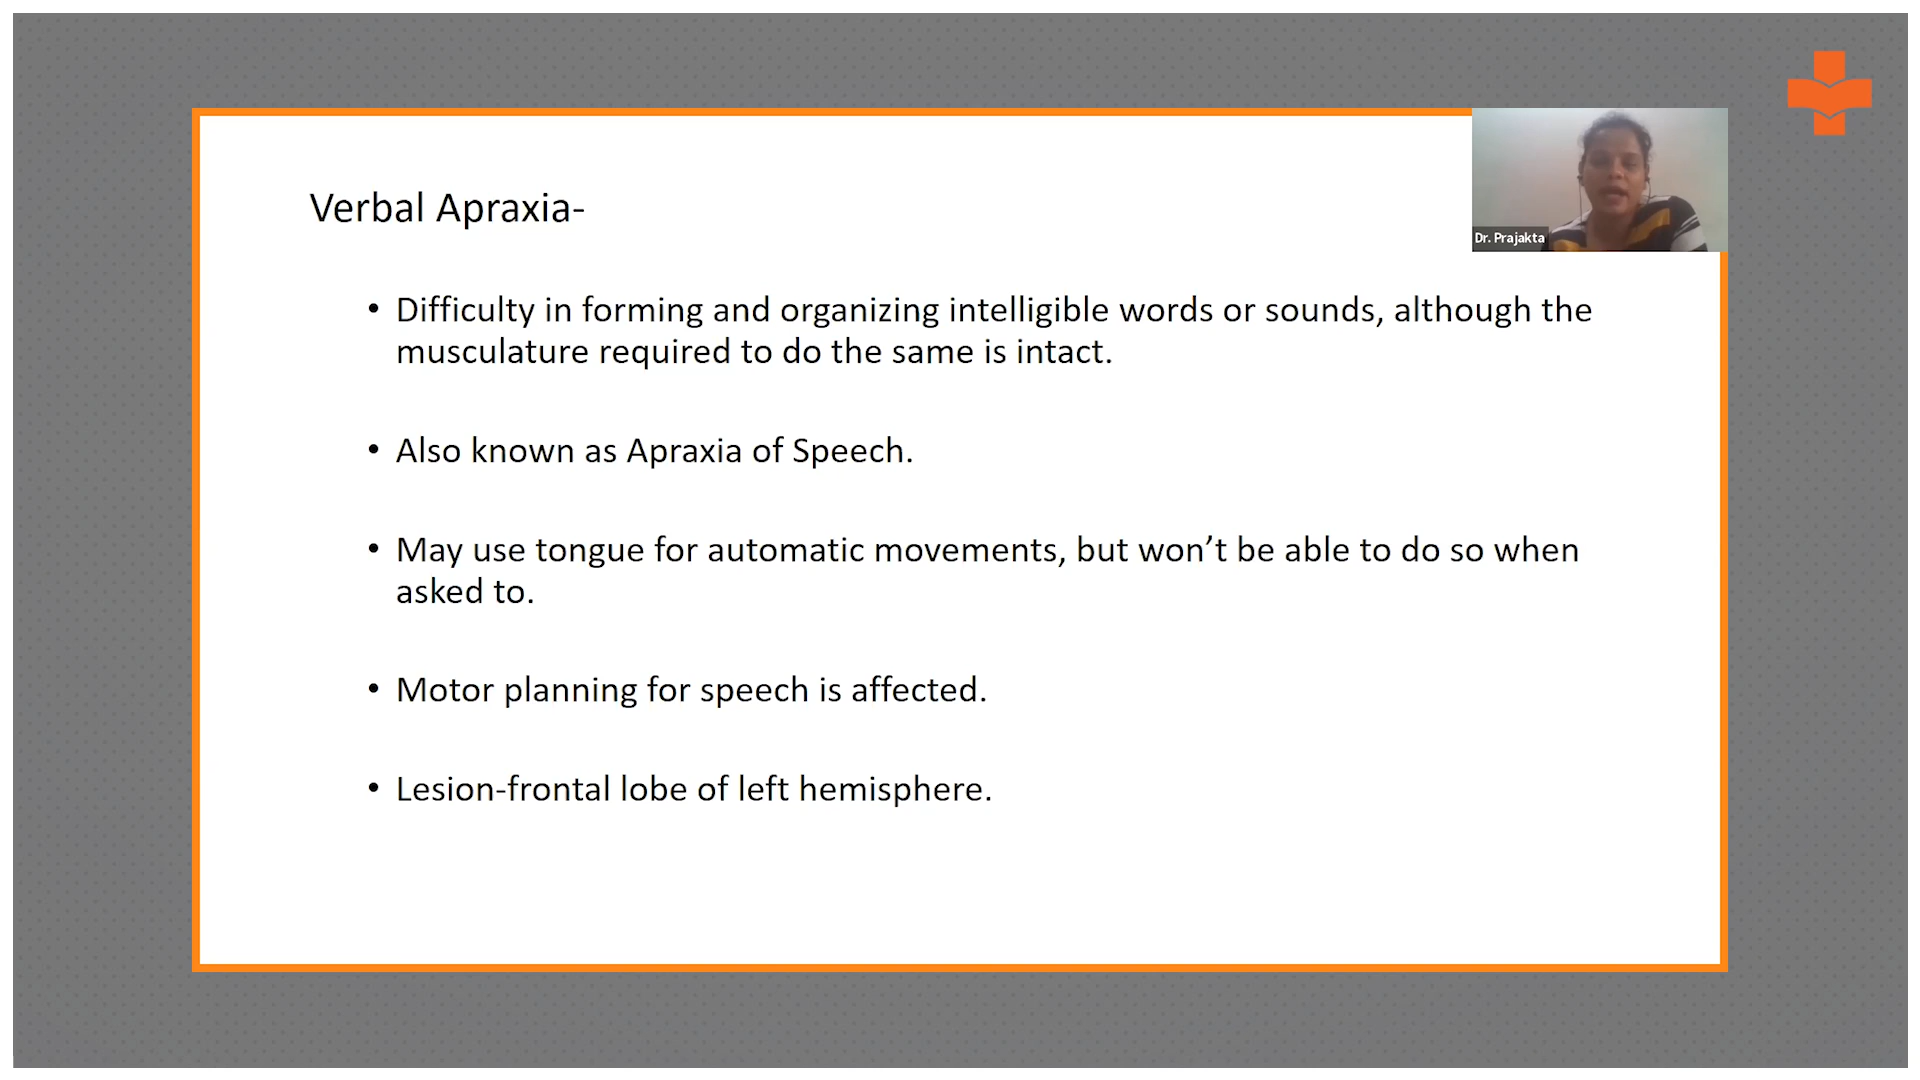 Verbal Apraxia-
Dr. Prajakta
• Difficulty in forming and organizing intelligible words or sounds, although the
musculature required to do the same is intact.
• Also known as Apraxia of Speech.
• May use tongue for automatic movements, but won’t be able to do so when
asked to.
• Motor planning for speech is affected.
• Lesion-frontal lobe of left hemisphere.